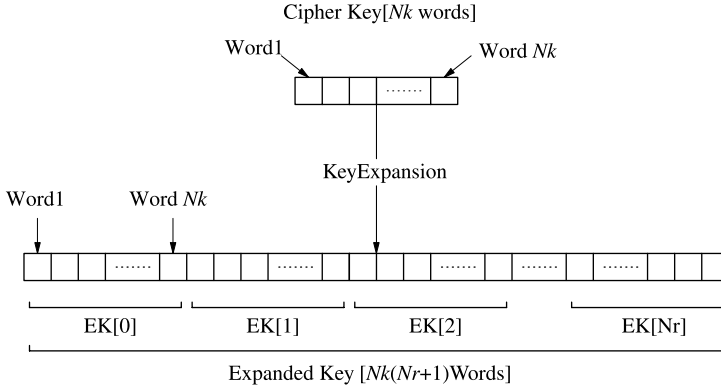 Cipher Key[Nk words]
Word1
Word Nk
........
KeyExpansion
Word1
Word Nk
........ ........ ........ ........ ........
EK[0] EK[1] EK[2] EK[Nr]
Expanded Key [Nk(Nr+1)Words]